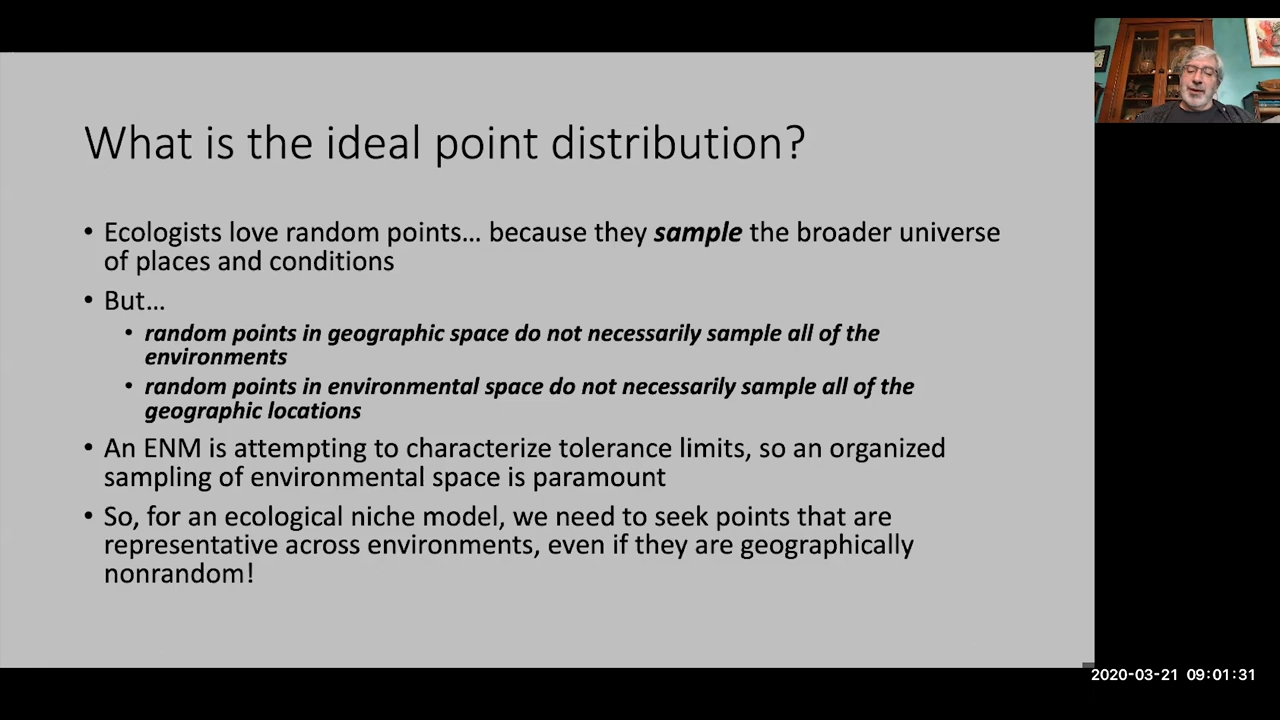 What is the ideal point distribution?
• Ecologists love random points… because they sample the broader universe
of places and conditions
• But…
• random points in geographic space do not necessarily sample all of the
environments
• random points in environmental space do not necessarily sample all of the
geographic locations
• An ENM is attempting to characterize tolerance limits, so an organized
sampling of environmental space is paramount
• So, for an ecological niche model, we need to seek points that are
representative across environments, even if they are geographically
nonrandom!
2020-03-21 09:01:31